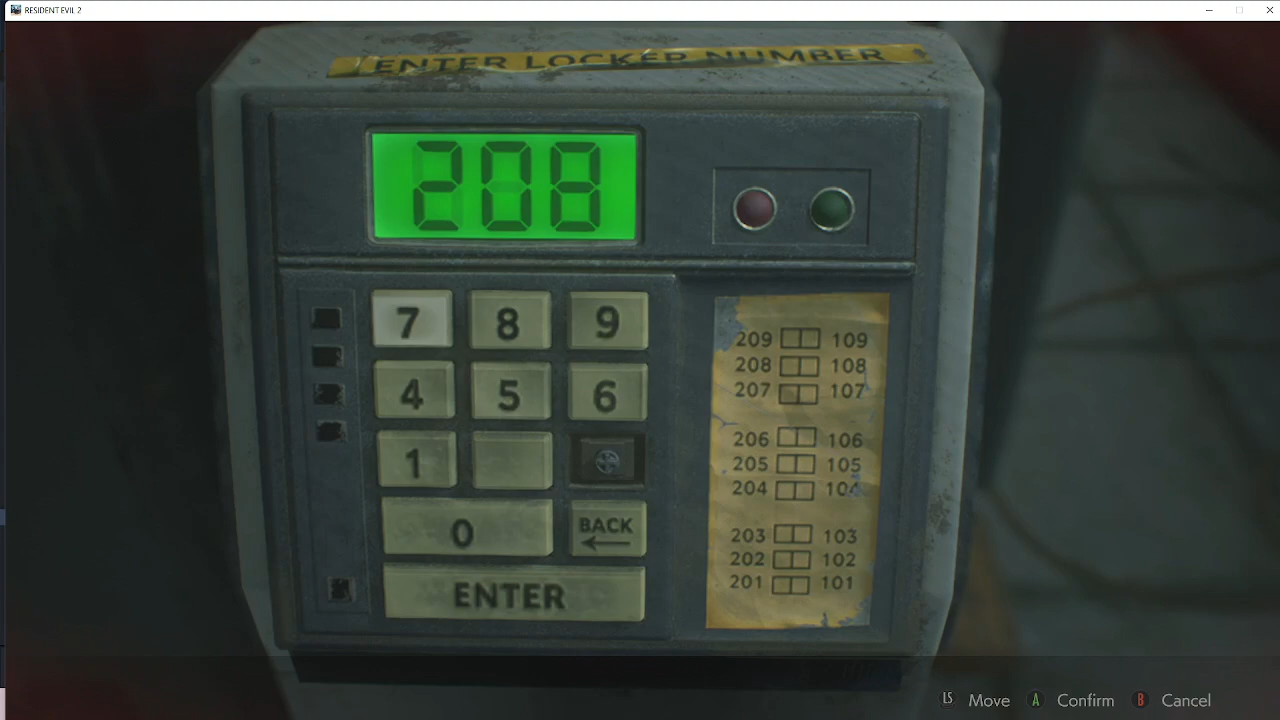 RESIDENT EVIL 2
ENTER LOCKER NUMBER
208
7 8 9
4 5 6
1
0 BACK
ENTER
209 109
208 108
207 107
206 106
205 105
204 104
203 103
202 102
201 101
LS Move A Confirm B Cancel